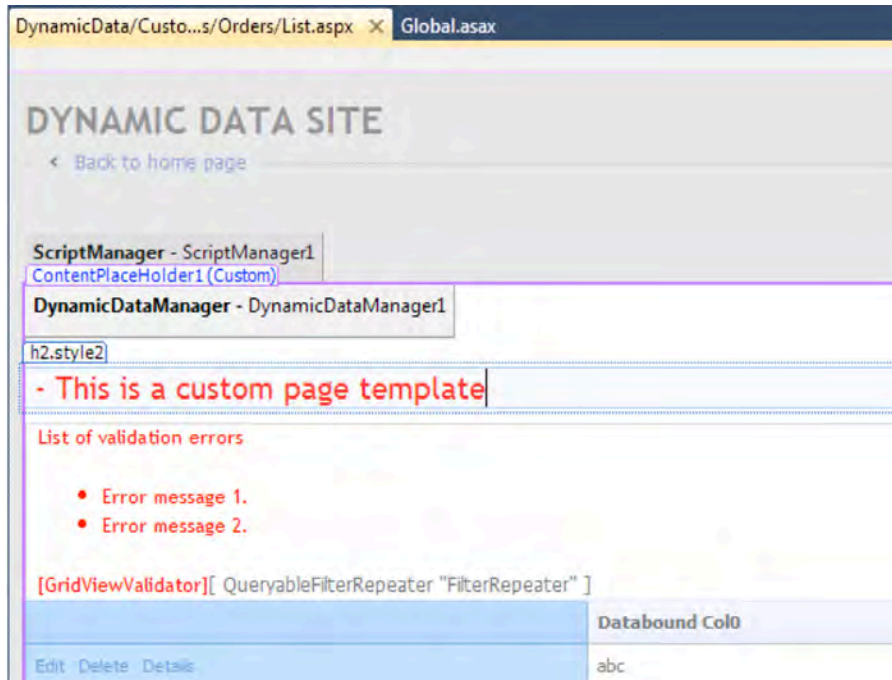 DynamicData/Custo...s/Orders/List.aspx × Global.asax
DYNAMIC DATA SITE
< Back to home page
ScriptManager - ScriptManager1
ContentPlaceHolder1 (Custom)
DynamicDataManager - DynamicDataManager1
h2.style2
- This is a custom page template
List of validation errors
• Error message 1.
• Error message 2.
[GridViewValidator][ QueryableFilterRepeater "FilterRepeater" ]
Databound Col0
Edit Delete Details abc